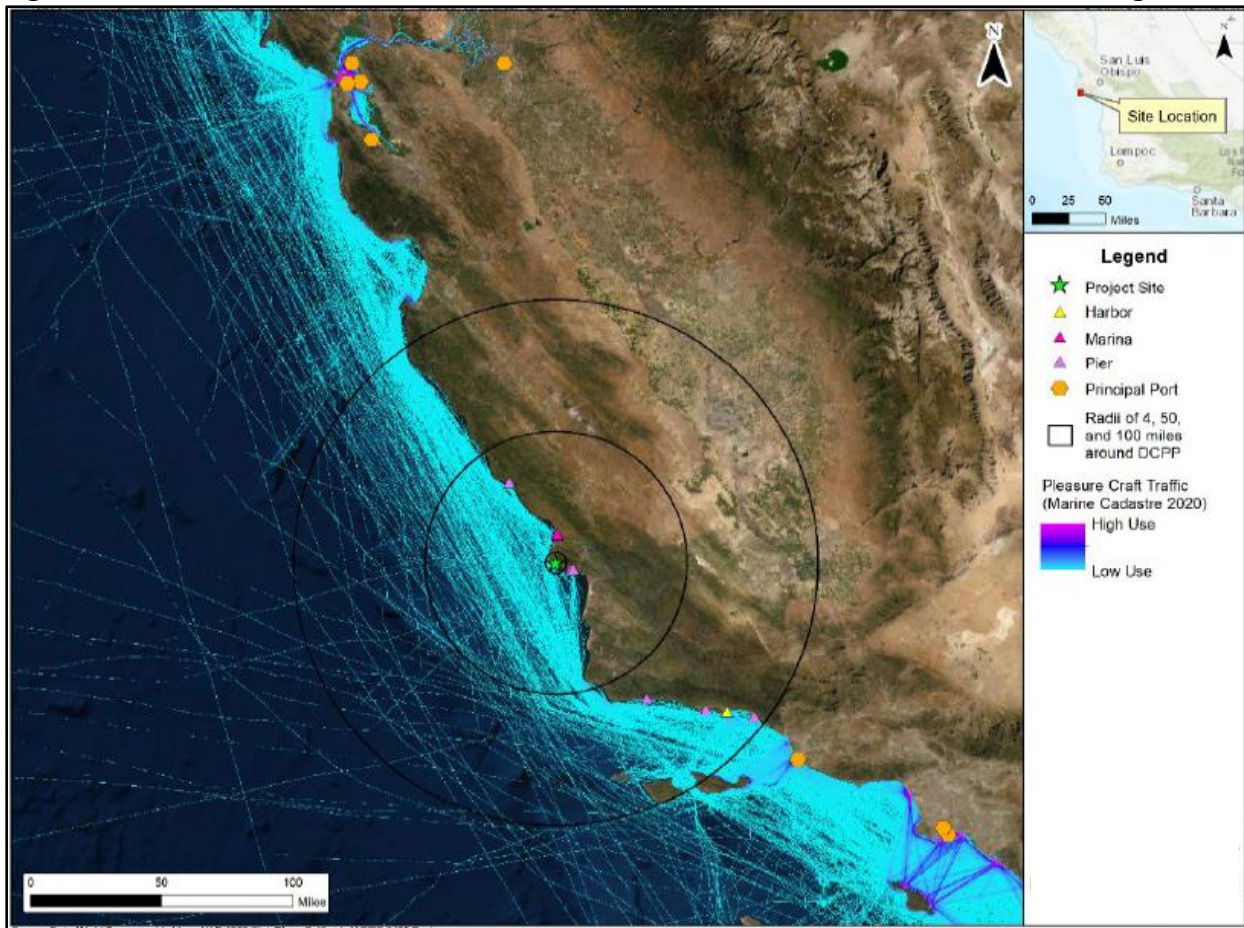 N
0
50
100
Miles
N
San Luis
Obispo
Site Location
Lompoc
Santa
Barbara
0
25
50
Miles
Legend
Project Site
Harbor
Marina
Pier
Principal Port
Radii of 4, 50,
and 100 miles
around DCPP
Pleasure Craft Traffic
(Marine Cadastre 2020)
High Use
Low Use